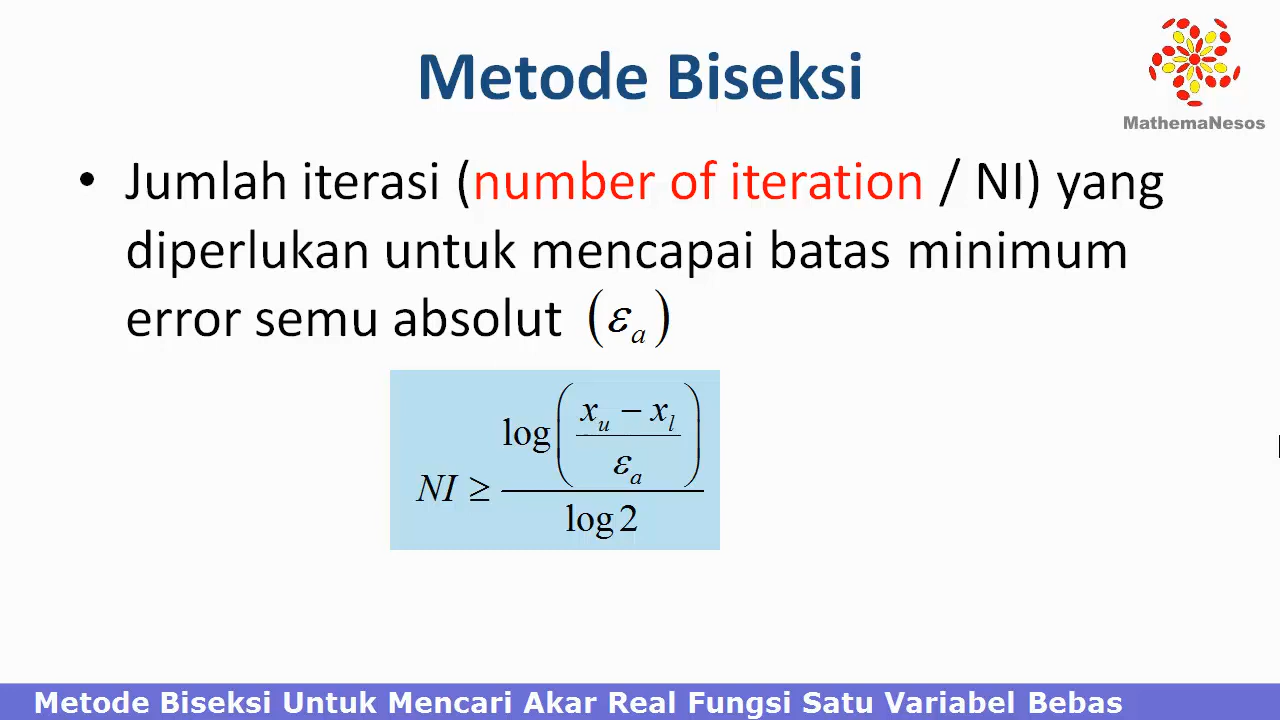 Metode Biseksi
MathemaNesos
• Jumlah iterasi (number of iteration / NI) yang
diperlukan untuk mencapai batas minimum
error semu absolut (εₐ)
NI ≥ log((xᵤ − xₗ)/εₐ) / log 2
Metode Biseksi Untuk Mencari Akar Real Fungsi Satu Variabel Bebas